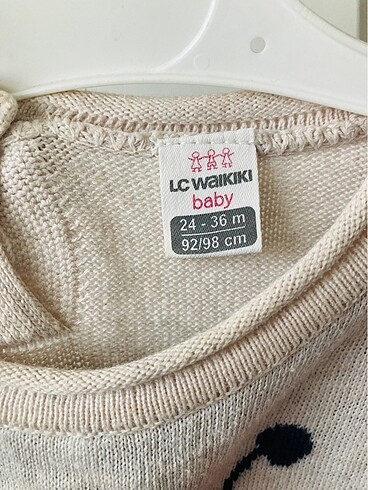 LC WAIKIKI
baby
24 - 36 m
92/98 cm